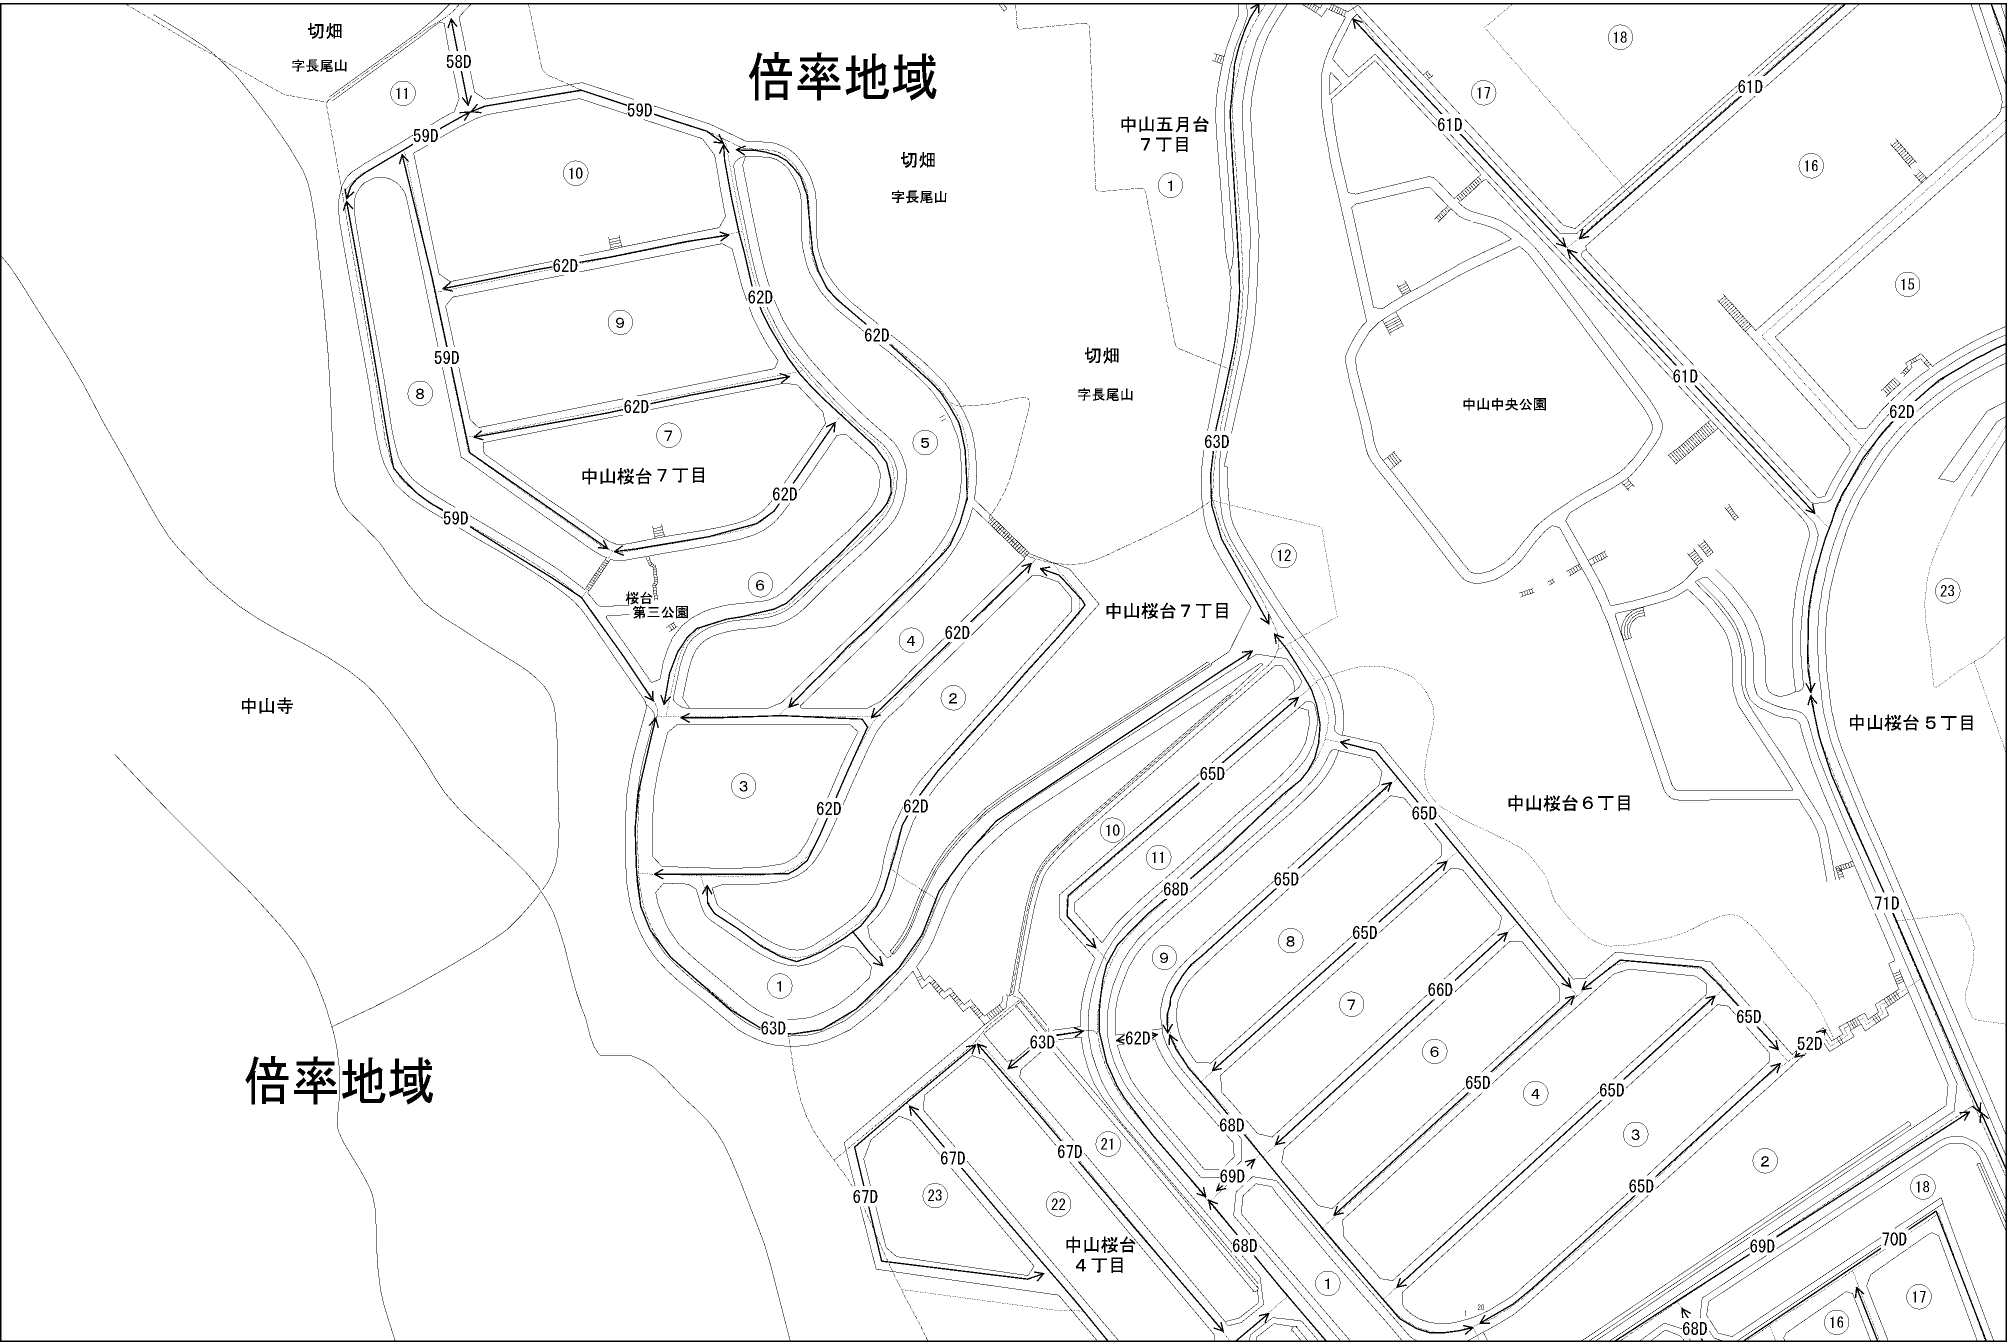 切畑
字長尾山
58D
11
59D
59D
倍率地域
10
切畑
字長尾山
中山五月台
7丁目
1
18
17
61D
61D
16
15
62D
9
62D
62D
59D
8
62D
7
中山桜台7丁目
5
切畑
字長尾山
63D
中山中央公園
61D
62D
59D
62D
6
桜台
第三公園
4
62D
中山桜台7丁目
12
23
中山寺
2
中山桜台5丁目
3
62D
62D
65D
10
11
65D
中山桜台6丁目
68D
65D
71D
9
8
65D
1
63D
7
66D
65D
52D
63D
62D
倍率地域
6
65D
4
65D
68D
3
21
67D
67D
69D
2
67D
23
22
65D
18
中山桜台
4丁目
68D
69D
70D
1
17
16
68D
1
20